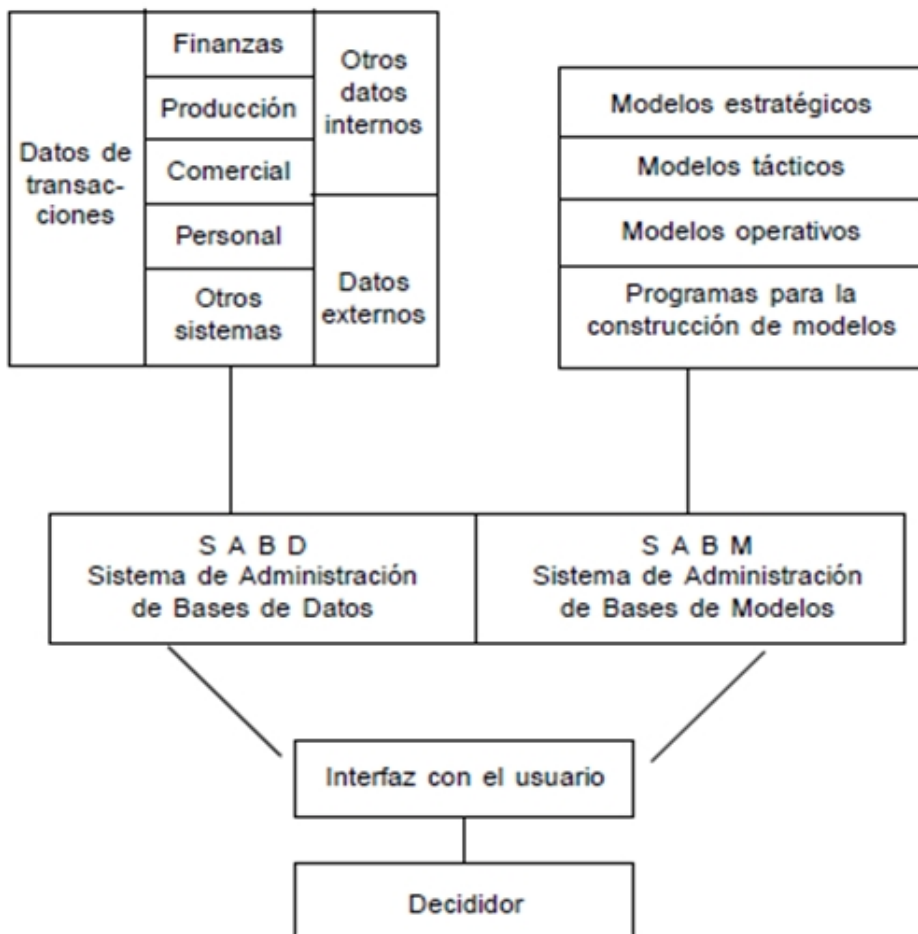 Datos de
transac-
ciones
Finanzas
Producción
Comercial
Personal
Otros
sistemas
Otros
datos
internos
Datos
externos
Modelos estratégicos
Modelos tácticos
Modelos operativos
Programas para la
construcción de modelos
S A B D
Sistema de Administración
de Bases de Datos
S A B M
Sistema de Administración
de Bases de Modelos
Interfaz con el usuario
Decididor